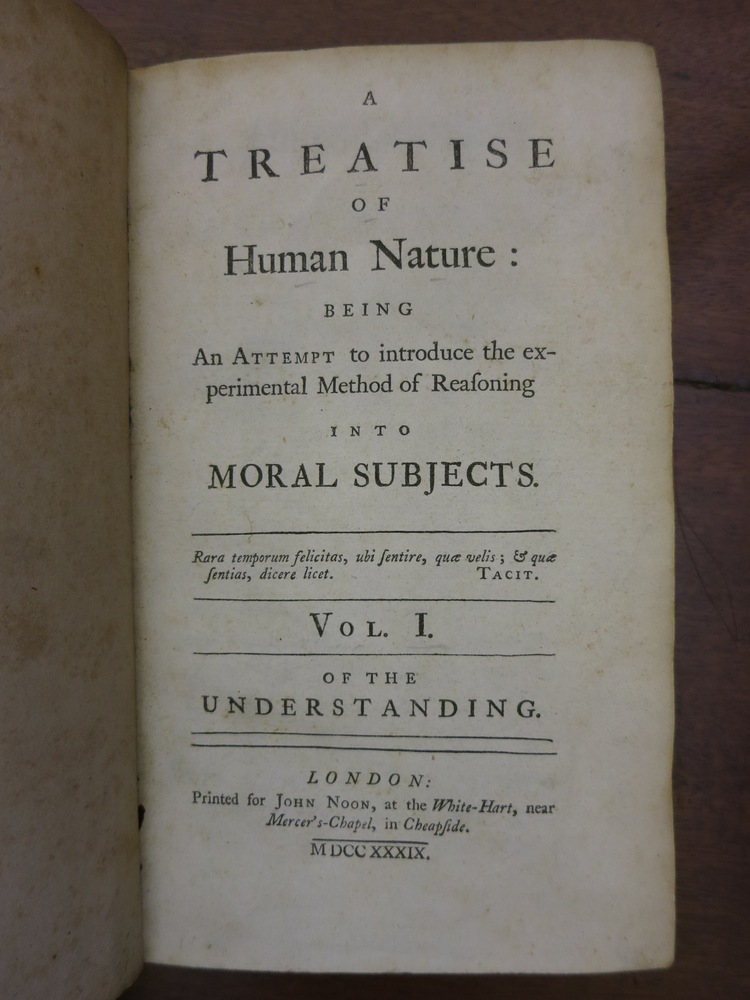 A
TREATISE
OF
Human Nature :
BEING
An ATTEMPT to introduce the ex-
perimental Method of Reaſoning
INTO
MORAL SUBJECTS.
Rara temporum felicitas, ubi ſentire, quæ velis ; & quæ
ſentias, dicere licet. TACIT.
VOL. I.
OF THE
UNDERSTANDING.
LONDON:
Printed for JOHN NOON, at the White-Hart, near
Mercer's-Chapel, in Cheapſide.
MDCCXXXIX.